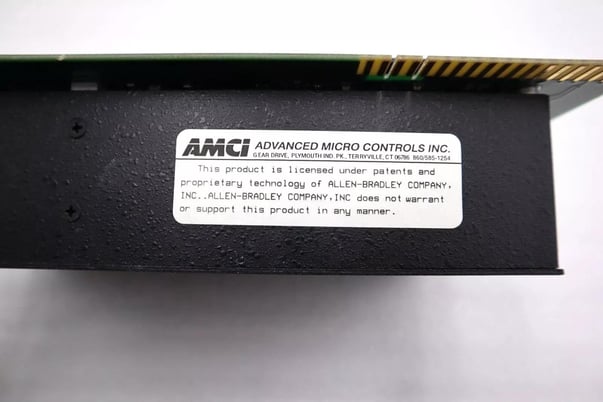 AMCI ADVANCED MICRO CONTROLS INC.
GEAR DRIVE, PLYMOUTH IND. PK., TERRYVILLE, CT 06786 860/585-1254
This product is licensed under patents and
proprietary technology of ALLEN-BRADLEY COMPANY,
INC..ALLEN-BRADLEY COMPANY,INC does not warrant
or support this product in any manner.